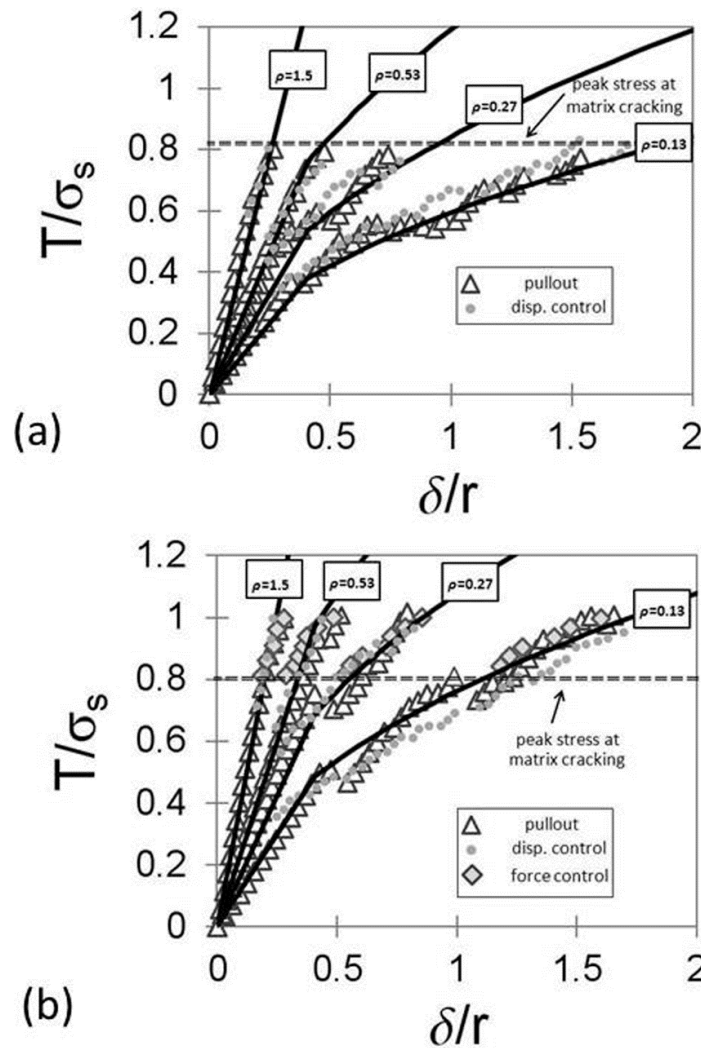 1.2
1
0.8
0.6
0.4
0.2
0
T/σs
ρ=1.5
ρ=0.53
ρ=0.27
peak stress at
matrix cracking
ρ=0.13
pullout
disp. control
0 0.5 1 1.5 2
δ/r
(a)
1.2
1
0.8
0.6
0.4
0.2
0
T/σs
ρ=1.5
ρ=0.53
ρ=0.27
ρ=0.13
peak stress at
matrix cracking
pullout
disp. control
force control
0 0.5 1 1.5 2
δ/r
(b)